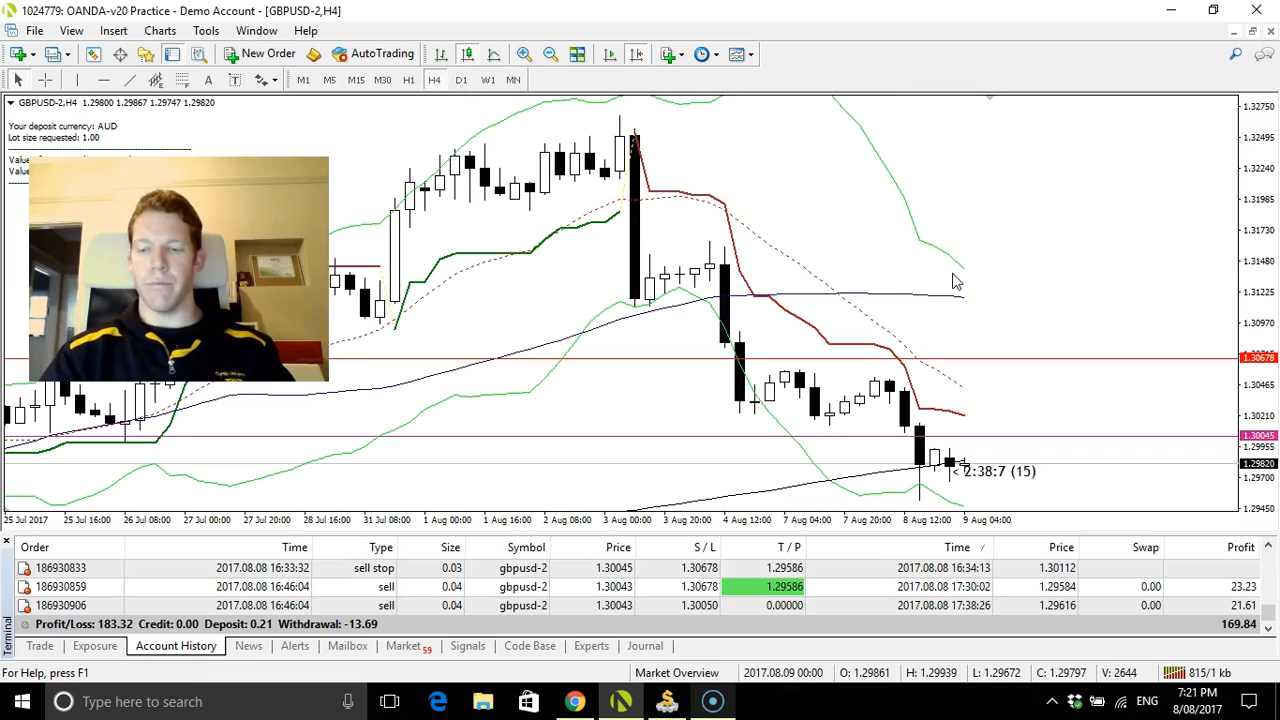 1024779: OANDA-v20 Practice - Demo Account - [GBPUSD-2,H4]
File View Insert Charts Tools Window Help
New Order AutoTrading
A T M1 M5 M15 M30 H1 H4 D1 W1 MN
GBPUSD-2,H4 1.29800 1.29867 1.29747 1.29820
Your deposit currency: AUD
Lot size requested: 1.00
1.33275
1.32495
1.32240
1.31985
1.31730
1.31480
1.31225
1.30970
1.30678
1.30465
1.30210
1.30045
1.29955
1.29820
1.29700
1.29450
< 2:38:7 (15)
25 Jul 2017 25 Jul 16:00 26 Jul 08:00 27 Jul 00:00 27 Jul 20:00 28 Jul 16:00 31 Jul 08:00 1 Aug 00:00 1 Aug 16:00 2 Aug 08:00 3 Aug 00:00 3 Aug 20:00 4 Aug 12:00 7 Aug 04:00 7 Aug 20:00 8 Aug 12:00 9 Aug 04:00
Order Time Type Size Symbol Price S / L T / P Time / Price Swap Profit
186930833 2017.08.08 16:33:32 sell stop 0.03 gbpusd-2 1.30045 1.30678 1.29586 2017.08.08 16:34:13 1.30112
186930859 2017.08.08 16:46:04 sell 0.04 gbpusd-2 1.30043 1.30678 1.29586 2017.08.08 17:30:02 1.29584 0.00 23.23
186930906 2017.08.08 16:46:04 sell 0.04 gbpusd-2 1.30043 1.30050 0.00000 2017.08.08 17:38:26 1.29616 0.00 21.61
Profit/Loss: 183.32 Credit: 0.00 Deposit: 0.21 Withdrawal: -13.69 169.84
Terminal
Trade Exposure Account History News Alerts Mailbox Market 59 Signals Code Base Experts Journal
For Help, press F1 Market Overview 2017.08.09 00:00 O: 1.29861 H: 1.29939 L: 1.29672 C: 1.29797 V: 2644 815/1 kb
Type here to search ENG 7:21 PM
8/08/2017